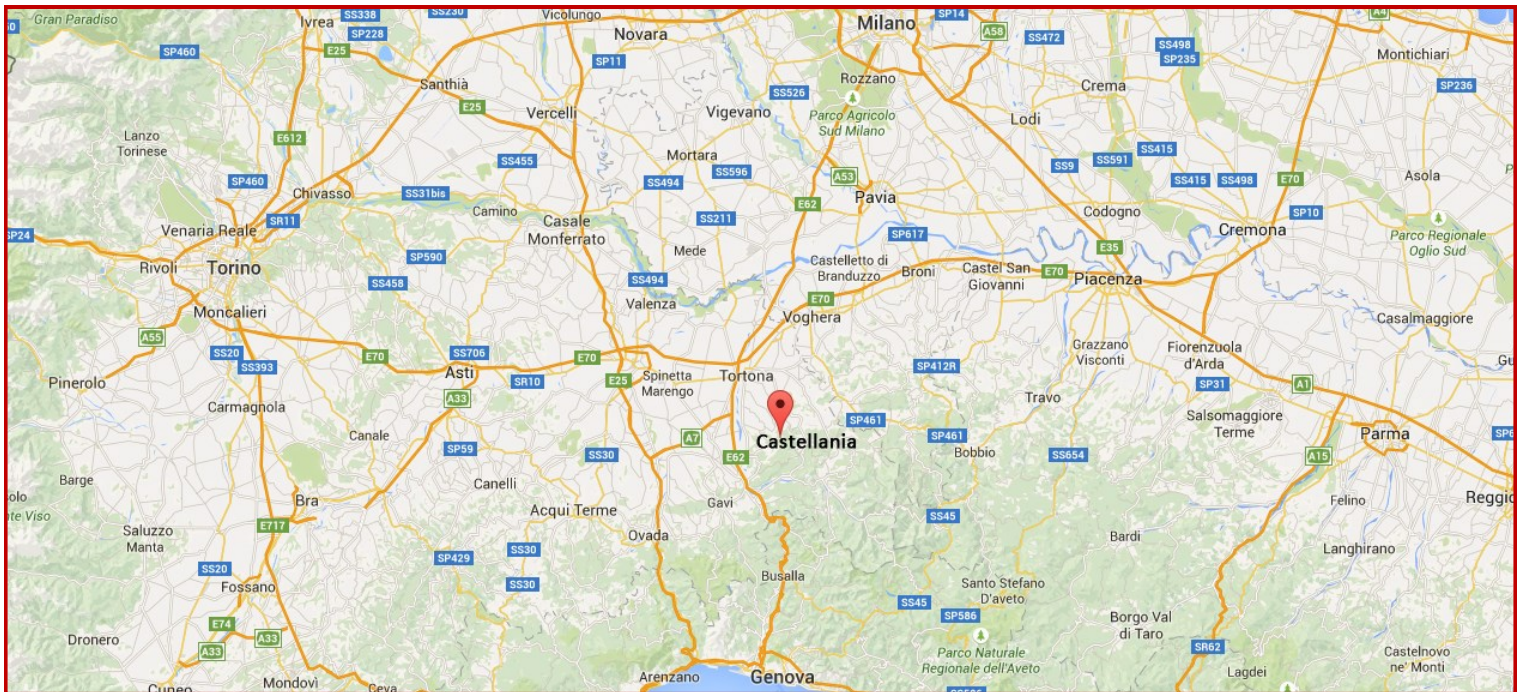 Gran Paradiso
Ivrea
SS338
SP228
SS230
Vicolungo
Novara
Milano
SP14
A58
SS472
SS498
SP235
A4
Montichiari
SP460
E25
SP11
Rozzano
Santhià
E25
Vercelli
Vigevano
SS526
Parco Agricolo
Sud Milano
Crema
Lodi
SP236
Lanzo
Torinese
E612
SS455
Mortara
SS494
SS596
A53
SS9
SS591
SS415
SS415
SS498
E70
Asola
SP460
Chivasso
SS31bis
Camino
Casale
Monferrato
SS211
E62
Pavia
Codogno
SP10
SP24
Venaria Reale
SR11
SP590
Mede
SP617
E35
Cremona
Parco Regionale
Oglio Sud
Rivoli
Torino
SS458
SS494
Valenza
Castelletto di
Branduzzo
Broni
Castel San
Giovanni
E70
Piacenza
Moncalieri
E70
Voghera
Casalmaggiore
A55
SS20
SS393
E70
SS706
Asti
SR10
E70
E25
Spinetta
Marengo
Tortona
SP412R
Grazzano
Visconti
Fiorenzuola
d'Arda
SP31
A1
Pinerolo
Carmagnola
A33
Travo
Salsomaggiore
Terme
Canale
SP59
SS30
A7
Castellania
SP461
SP461
Bobbio
SS654
Parma
A15
E62
Barge
Bra
Canelli
Acqui Terme
Gavi
SS45
Felino
Saluzzo
Manta
E717
Ovada
Bardi
Langhirano
SP429
SS30
SS30
SS20
Fossano
Busalla
Santo Stefano
D'aveto
SS45
SP586
Borgo Val
di Taro
E74
A33
A33
Dronero
Parco Naturale
Regionale dell'Aveto
SR62
Castelnovo
ne' Monti
Mondovì
Ceva
Arenzano
Genova
Lagdei
Cuneo